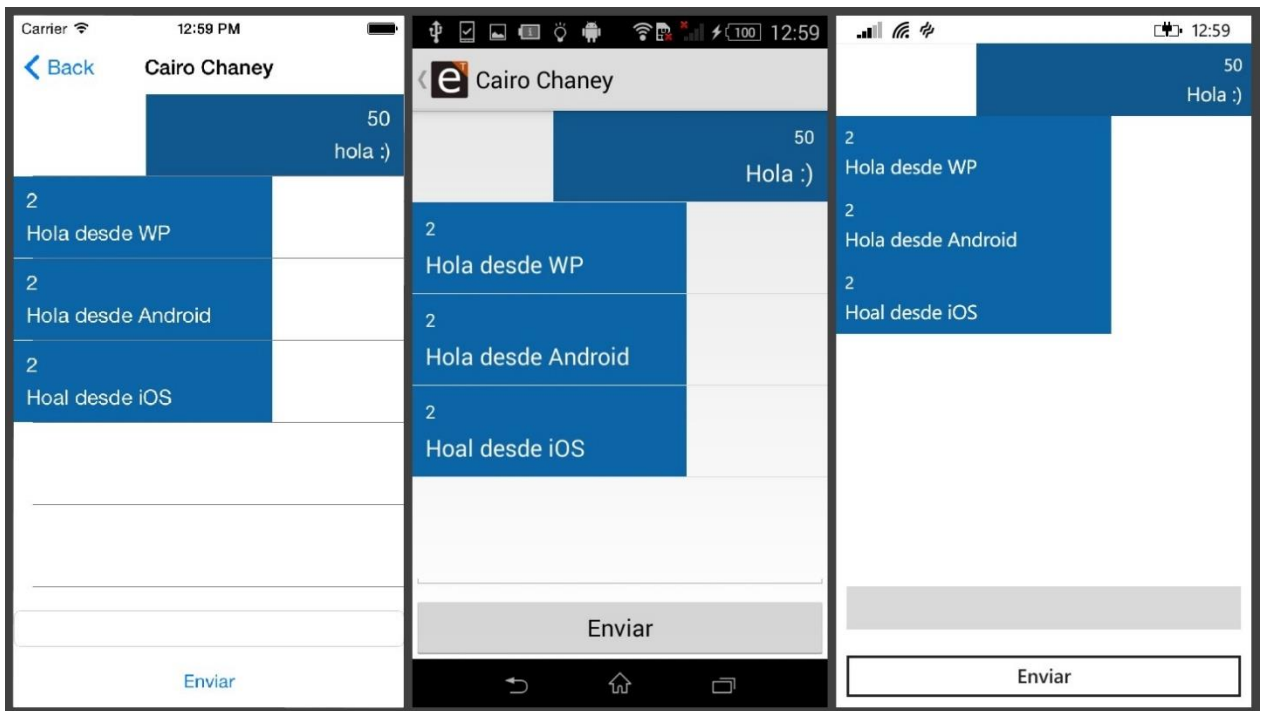 Carrier 12:59 PM
Back Cairo Chaney
50
hola :)
2
Hola desde WP
2
Hola desde Android
2
Hoal desde iOS
Enviar
100 12:59
e T Cairo Chaney
50
Hola :)
2
Hola desde WP
2
Hola desde Android
2
Hoal desde iOS
Enviar
12:59
50
Hola :)
2
Hola desde WP
2
Hola desde Android
2
Hoal desde iOS
Enviar